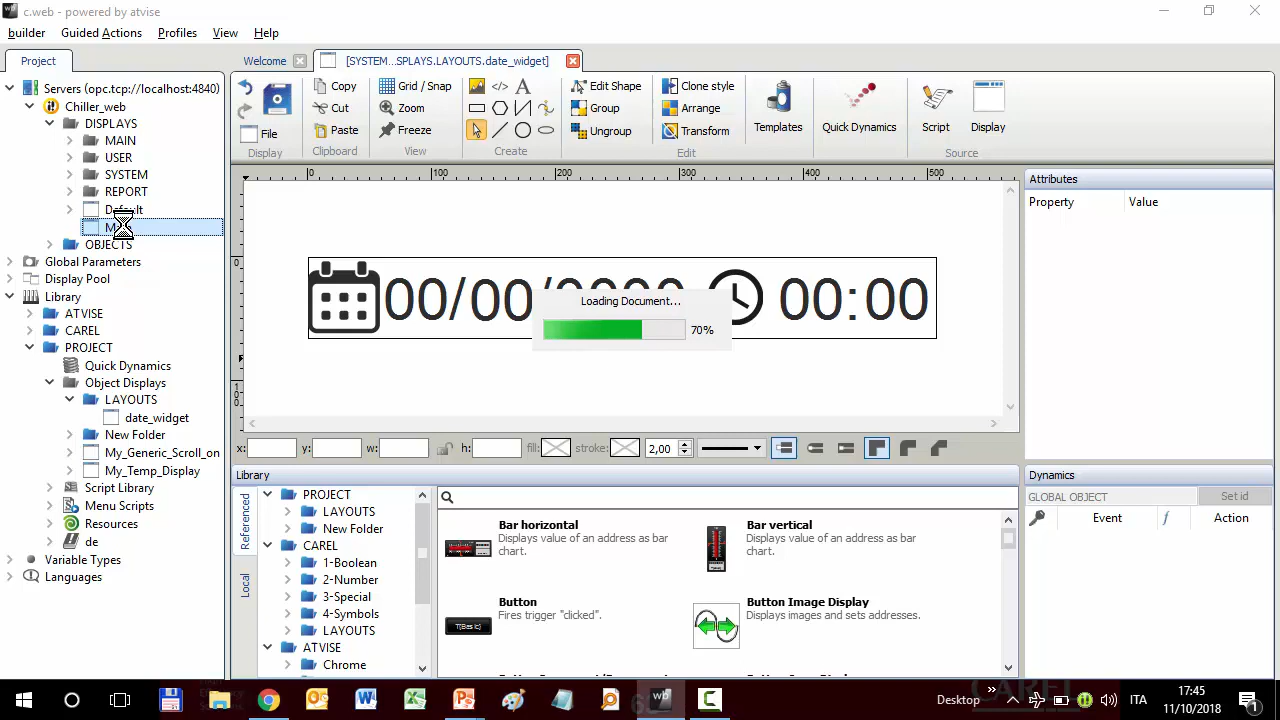 c.web - powered by atvise
builder Guided Actions Profiles View Help
Project
Welcome
[SYSTEM...SPLAYS.LAYOUTS.date_widget]
Servers (opc.tcp://localhost:4840)
Chiller_web
DISPLAYS
MAIN
USER
SYSTEM
REPORT
Default
OBJECTS
Global Parameters
Display Pool
Library
ATVISE
CAREL
PROJECT
Quick Dynamics
Object Displays
LAYOUTS
date_widget
New Folder
My_Generic_Scroll_on
My_Temp_Display
Script Library
Menu Scripts
Resources
de
Variable Types
Languages
File
Display
Copy
Cut
Paste
Clipboard
Grid / Snap
Zoom
Freeze
View
A
Create
Edit Shape
Group
Ungroup
Clone style
Arrange
Transform
Edit
Templates
Quick Dynamics
Script
Display
Source
0 100 200 300 400 500
0
100
00/00/0000 00:00
Loading Document...
70%
x: y: w: h: fill: stroke: 2,00
Attributes
Property Value
Library
Referenced
Local
PROJECT
LAYOUTS
New Folder
CAREL
1-Boolean
2-Number
3-Special
4-Symbols
LAYOUTS
ATVISE
Chrome
Bar horizontal
Displays value of an address as bar
chart.
Bar vertical
Displays value of an address as bar
chart.
Button
Fires trigger "clicked".
T(Basic)
Button Image Display
Displays images and sets addresses.
Dynamics
GLOBAL OBJECT Set id
Event f Action
Desktop
ITA
17:45
11/10/2018